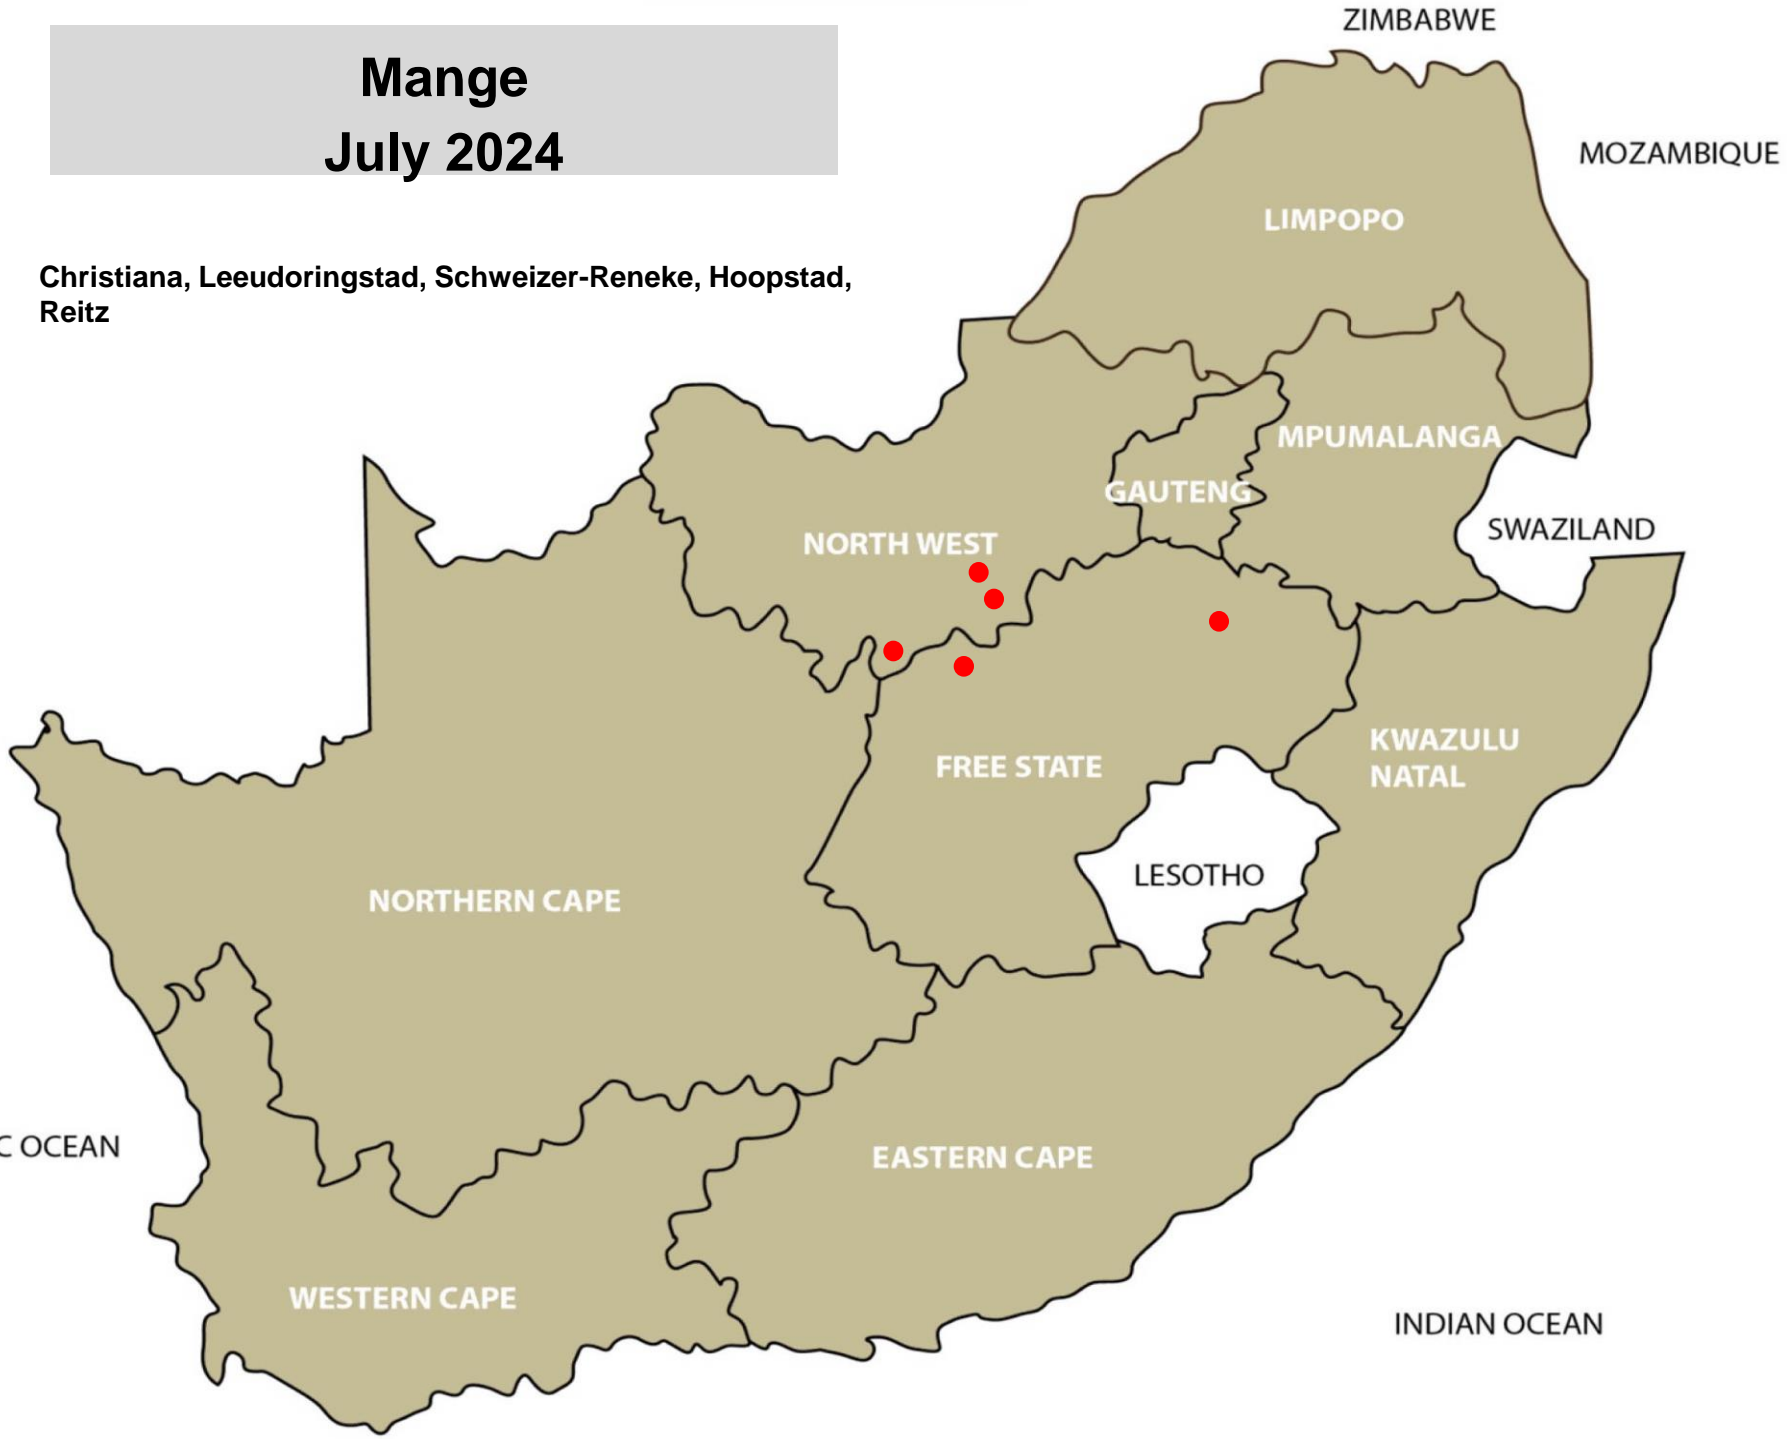 Mange
July 2024
Christiana, Leeudoringstad, Schweizer-Reneke, Hoopstad,
Reitz
ZIMBABWE
MOZAMBIQUE
LIMPOPO
MPUMALANGA
GAUTENG
SWAZILAND
NORTH WEST
KWAZULU
NATAL
FREE STATE
LESOTHO
NORTHERN CAPE
C OCEAN
EASTERN CAPE
WESTERN CAPE
INDIAN OCEAN